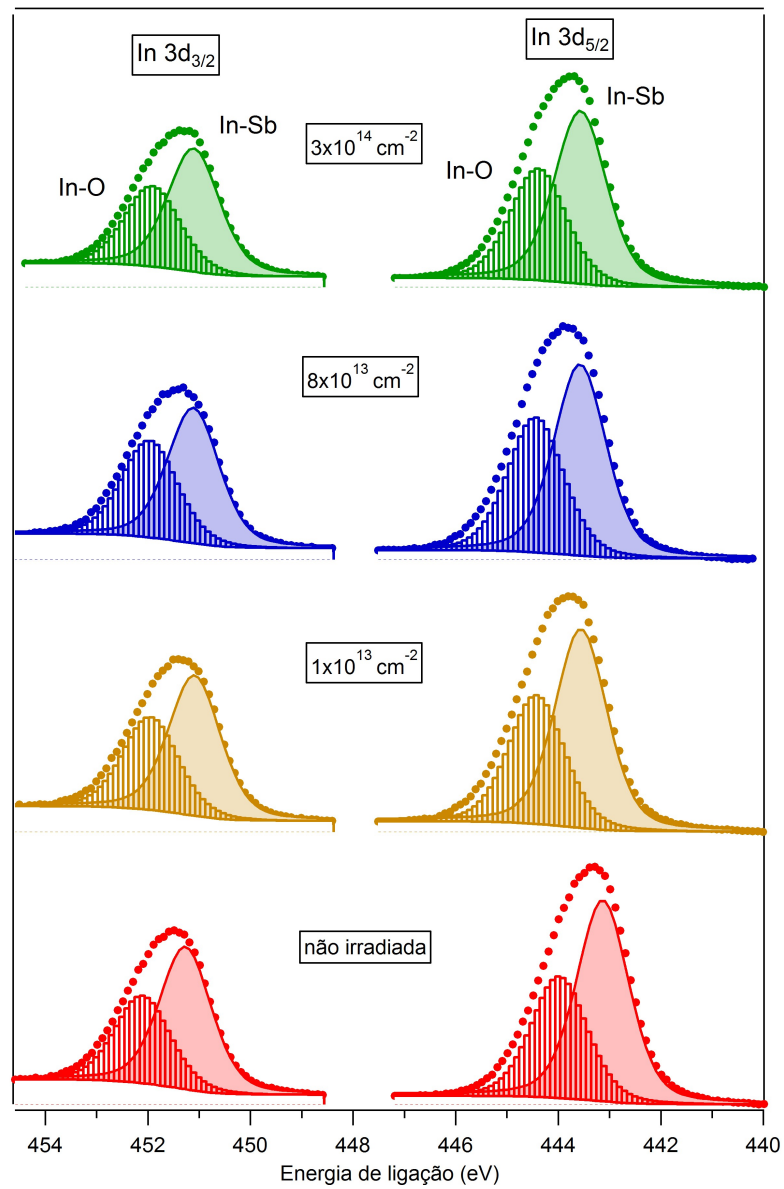 In 3d3/2
In 3d5/2
In-Sb
In-Sb
3x10^14 cm^-2
In-O
In-O
8x10^13 cm^-2
1x10^13 cm^-2
não irradiada
454 452 450 448 446 444 442 440
Energia de ligação (eV)